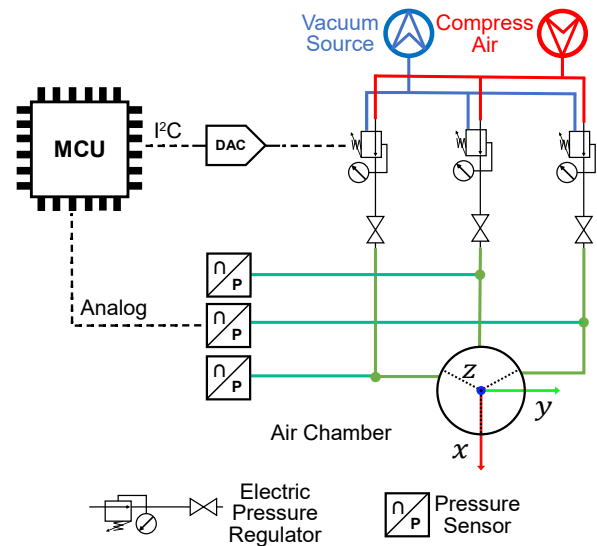 Vacuum
Source
Compress
Air
I²C
MCU
DAC
∩
P
Analog
∩
P
∩
P
z
y
Air Chamber
x
Electric
Pressure
Regulator
∩
P
Pressure
Sensor